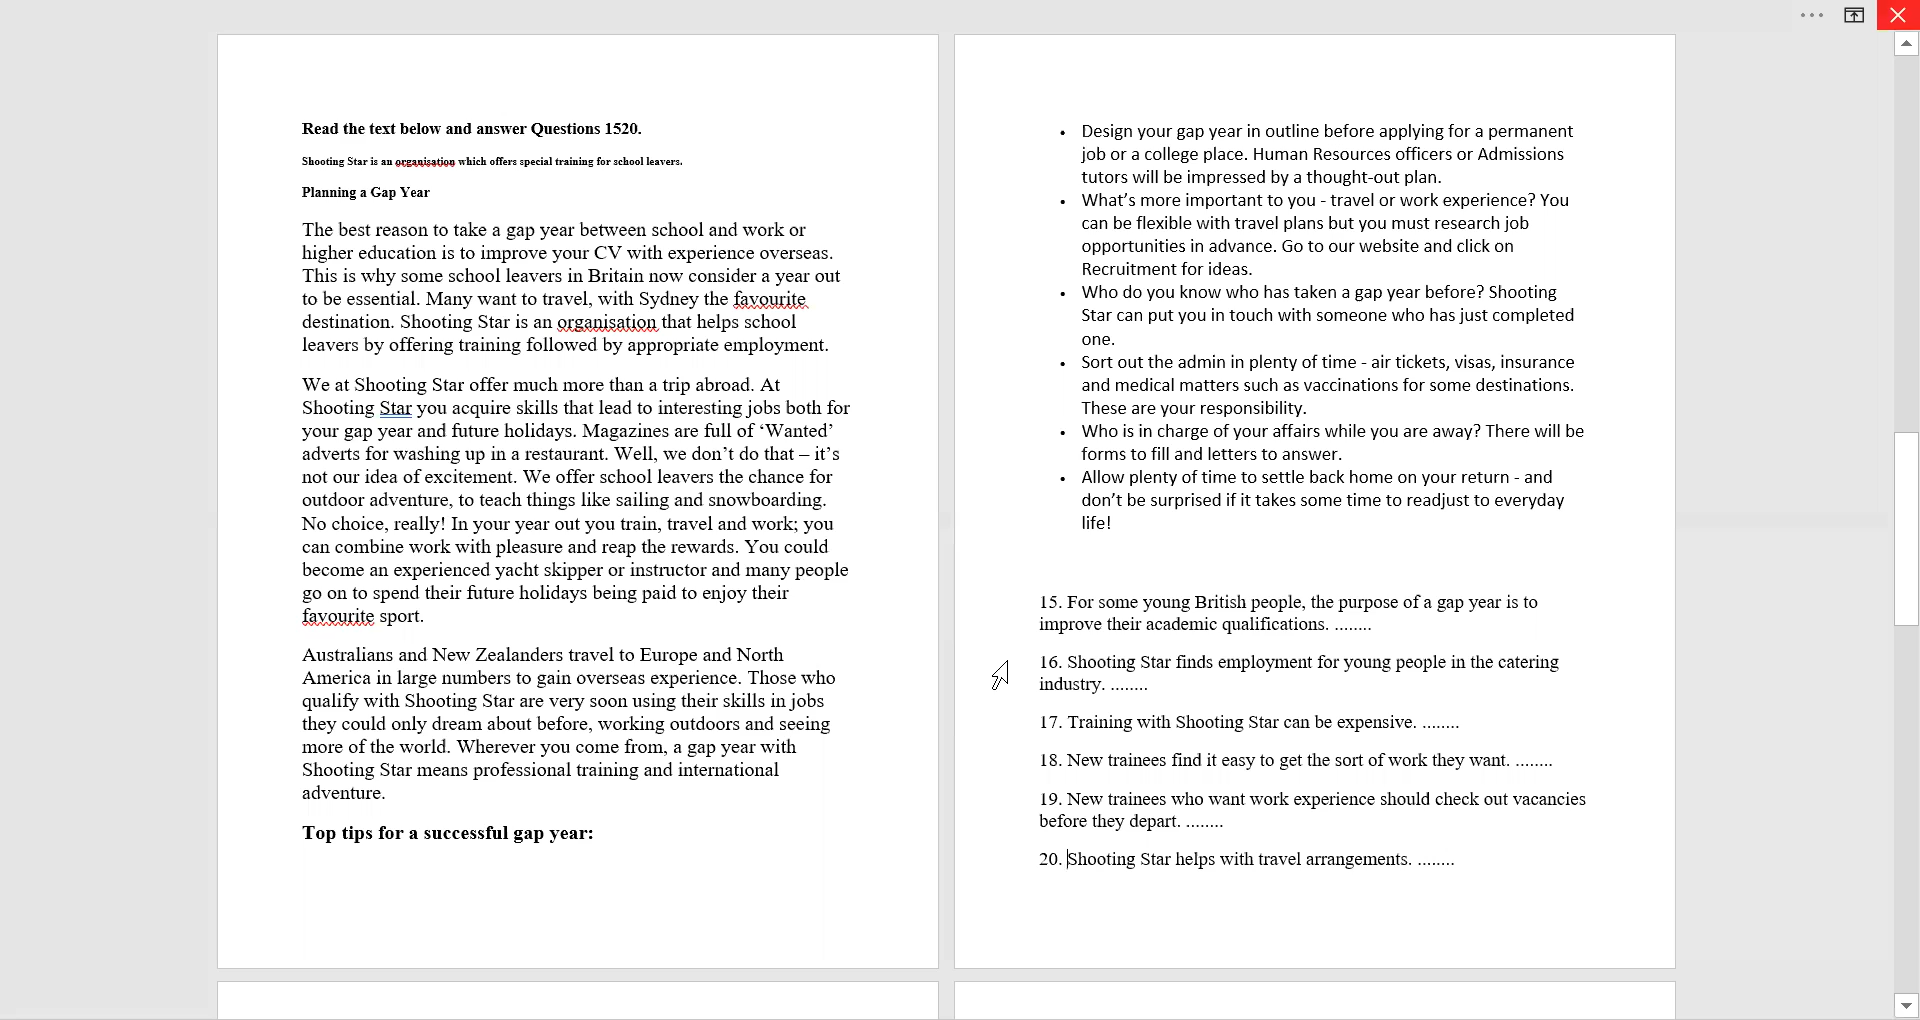 Read the text below and answer Questions 1520.
Shooting Star is an organisation which offers special training for school leavers.
Planning a Gap Year
The best reason to take a gap year between school and work or
higher education is to improve your CV with experience overseas.
This is why some school leavers in Britain now consider a year out
to be essential. Many want to travel, with Sydney the favourite
destination. Shooting Star is an organisation that helps school
leavers by offering training followed by appropriate employment.
We at Shooting Star offer much more than a trip abroad. At
Shooting Star you acquire skills that lead to interesting jobs both for
your gap year and future holidays. Magazines are full of ‘Wanted’
adverts for washing up in a restaurant. Well, we don’t do that – it’s
not our idea of excitement. We offer school leavers the chance for
outdoor adventure, to teach things like sailing and snowboarding.
No choice, really! In your year out you train, travel and work; you
can combine work with pleasure and reap the rewards. You could
become an experienced yacht skipper or instructor and many people
go on to spend their future holidays being paid to enjoy their
favourite sport.
Australians and New Zealanders travel to Europe and North
America in large numbers to gain overseas experience. Those who
qualify with Shooting Star are very soon using their skills in jobs
they could only dream about before, working outdoors and seeing
more of the world. Wherever you come from, a gap year with
Shooting Star means professional training and international
adventure.
Top tips for a successful gap year:
• Design your gap year in outline before applying for a permanent
job or a college place. Human Resources officers or Admissions
tutors will be impressed by a thought-out plan.
• What’s more important to you - travel or work experience? You
can be flexible with travel plans but you must research job
opportunities in advance. Go to our website and click on
Recruitment for ideas.
• Who do you know who has taken a gap year before? Shooting
Star can put you in touch with someone who has just completed
one.
• Sort out the admin in plenty of time - air tickets, visas, insurance
and medical matters such as vaccinations for some destinations.
These are your responsibility.
• Who is in charge of your affairs while you are away? There will be
forms to fill and letters to answer.
• Allow plenty of time to settle back home on your return - and
don’t be surprised if it takes some time to readjust to everyday
life!
15. For some young British people, the purpose of a gap year is to
improve their academic qualifications. ........
16. Shooting Star finds employment for young people in the catering
industry. ........
17. Training with Shooting Star can be expensive. ........
18. New trainees find it easy to get the sort of work they want. ........
19. New trainees who want work experience should check out vacancies
before they depart. ........
20. Shooting Star helps with travel arrangements. ........